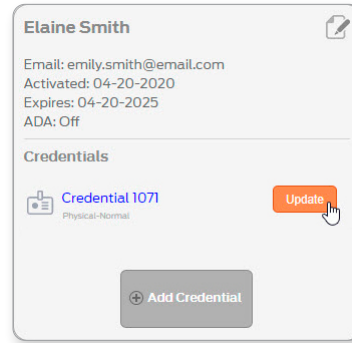 Elaine Smith
Email: emily.smith@email.com
Activated: 04-20-2020
Expires: 04-20-2025
ADA: Off
Credentials
Credential 1071
Update
Physical-Normal
Add Credential